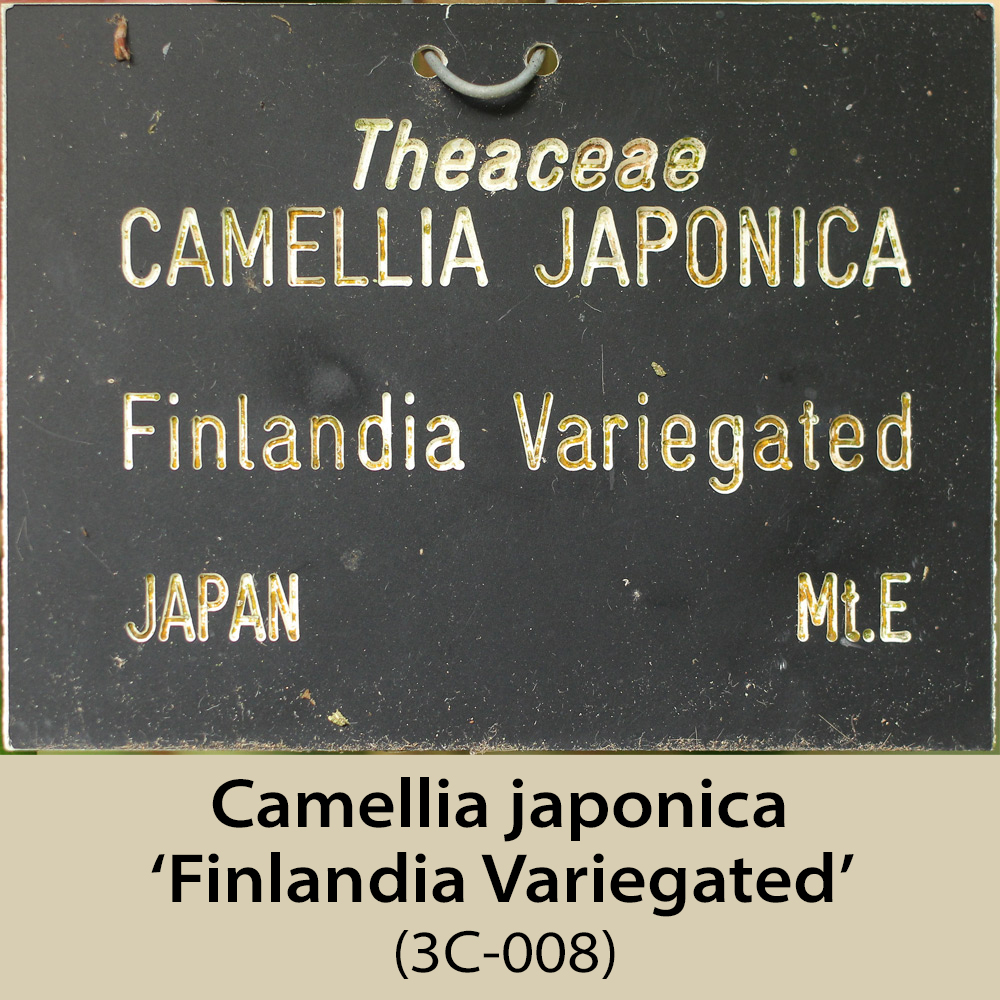 Theaceae
CAMELLIA JAPONICA
Finlandia Variegated
JAPAN Mt.E
Camellia japonica
‘Finlandia Variegated’
(3C-008)